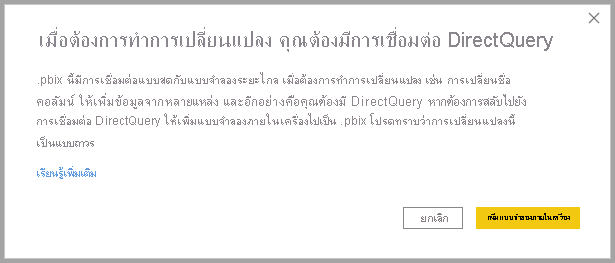 เมื่อต้องการทำการเปลี่ยนแปลง คุณต้องมีการเชื่อมต่อ DirectQuery
.pbix นี้มีการเชื่อมต่อแบบสดกับแบบจำลองระยะไกล เมื่อต้องการทำการเปลี่ยนแปลง เช่น การเปลี่ยนชื่อ
คอลัมน์ ให้เพิ่มข้อมูลจากหลายแหล่ง และอีกอย่างคือคุณต้องมี DirectQuery หากต้องการสลับไปยัง
การเชื่อมต่อ DirectQuery ให้เพิ่มแบบจำลองภายในเครื่องไปเป็น .pbix โปรดทราบว่าการเปลี่ยนแปลงนี้
เป็นแบบถาวร
เรียนรู้เพิ่มเติม
ยกเลิก
เพิ่มแบบจำลองภายในเครื่อง